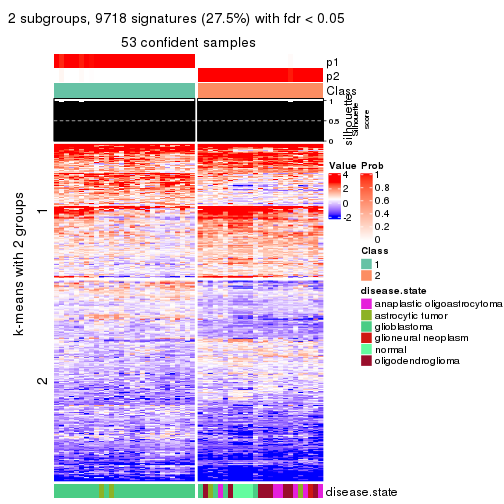 2 subgroups, 9718 signatures (27.5%) with fdr < 0.05
53 confident samples
p1
p2
Class
silhouette
Silhouette
score
1
0.5
0
k-means with 2 groups
1
2
Value
4
2
0
-2
Prob
1
0.8
0.6
0.4
0.2
0
Class
1
2
disease.state
anaplastic oligoastrocytoma
astrocytic tumor
glioblastoma
glioneural neoplasm
normal
oligodendroglioma
disease.state